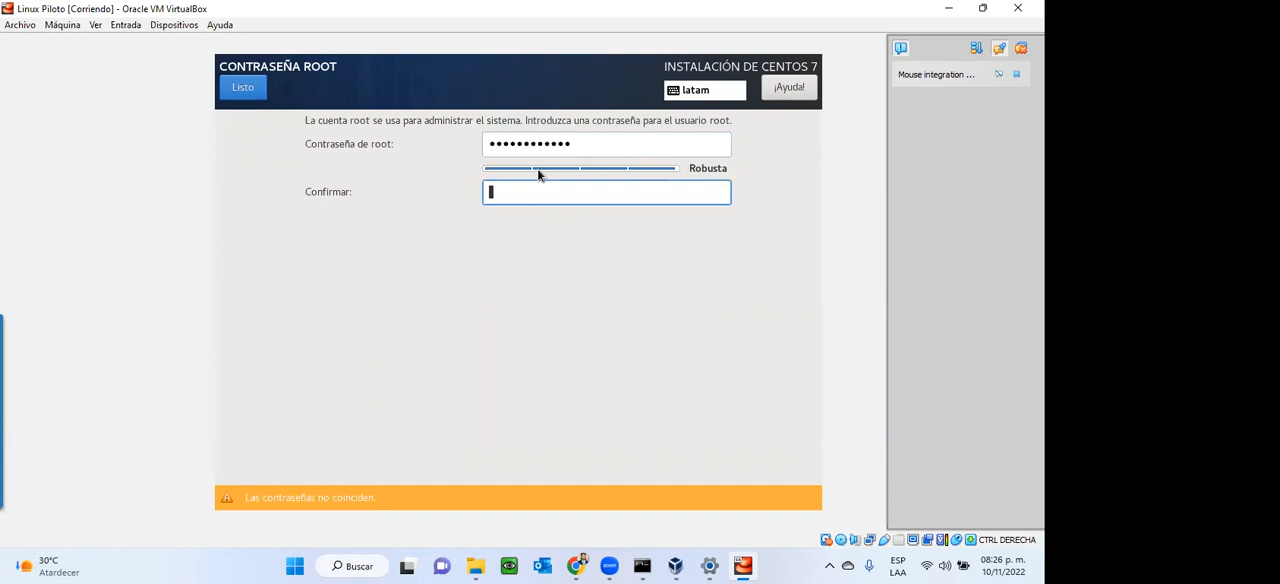 Linux Piloto [Corriendo] - Oracle VM VirtualBox
Archivo Máquina Ver Entrada Dispositivos Ayuda
CONTRASEÑA ROOT
INSTALACIÓN DE CENTOS 7
Listo
latam
¡Ayuda!
Mouse integration ...
La cuenta root se usa para administrar el sistema. Introduzca una contraseña para el usuario root.
Contraseña de root: ••••••••••••
Robusta
Confirmar:
Las contraseñas no coinciden.
CTRL DERECHA
30°C
Atardecer
Buscar
zoom
ESP
LAA
08:26 p. m.
10/11/2022